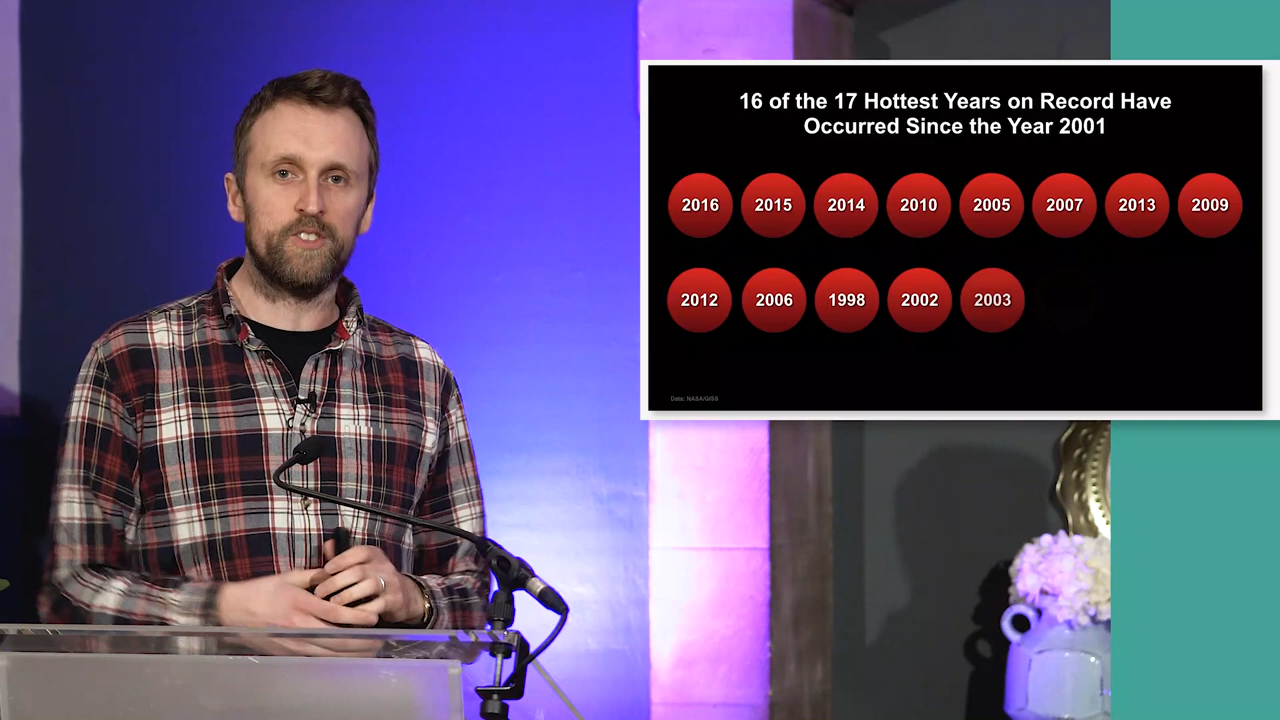 16 of the 17 Hottest Years on Record Have
Occurred Since the Year 2001
2016 2015 2014 2010 2005 2007 2013 2009
2012 2006 1998 2002 2003
Data: NASA/GISS